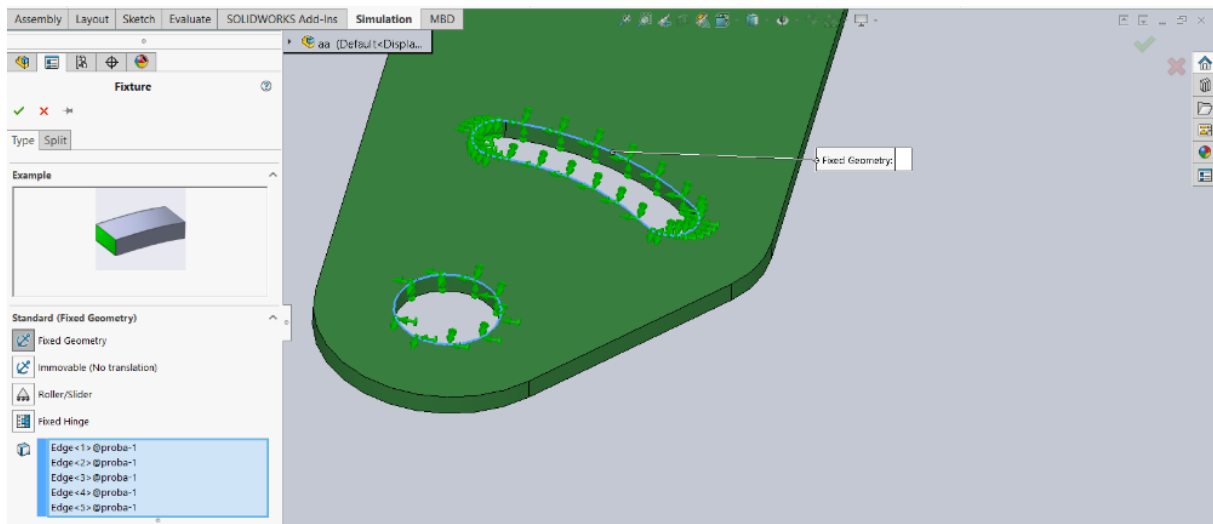 Assembly Layout Sketch Evaluate SOLIDWORKS Add-Ins Simulation MBD
aa (Default<Displa...
Fixture
Type Split
Example
Fixed Geometry:
Standard (Fixed Geometry)
Fixed Geometry
Immovable (No translation)
Roller/Slider
Fixed Hinge
Edge<1>@proba-1
Edge<2>@proba-1
Edge<3>@proba-1
Edge<4>@proba-1
Edge<5>@proba-1